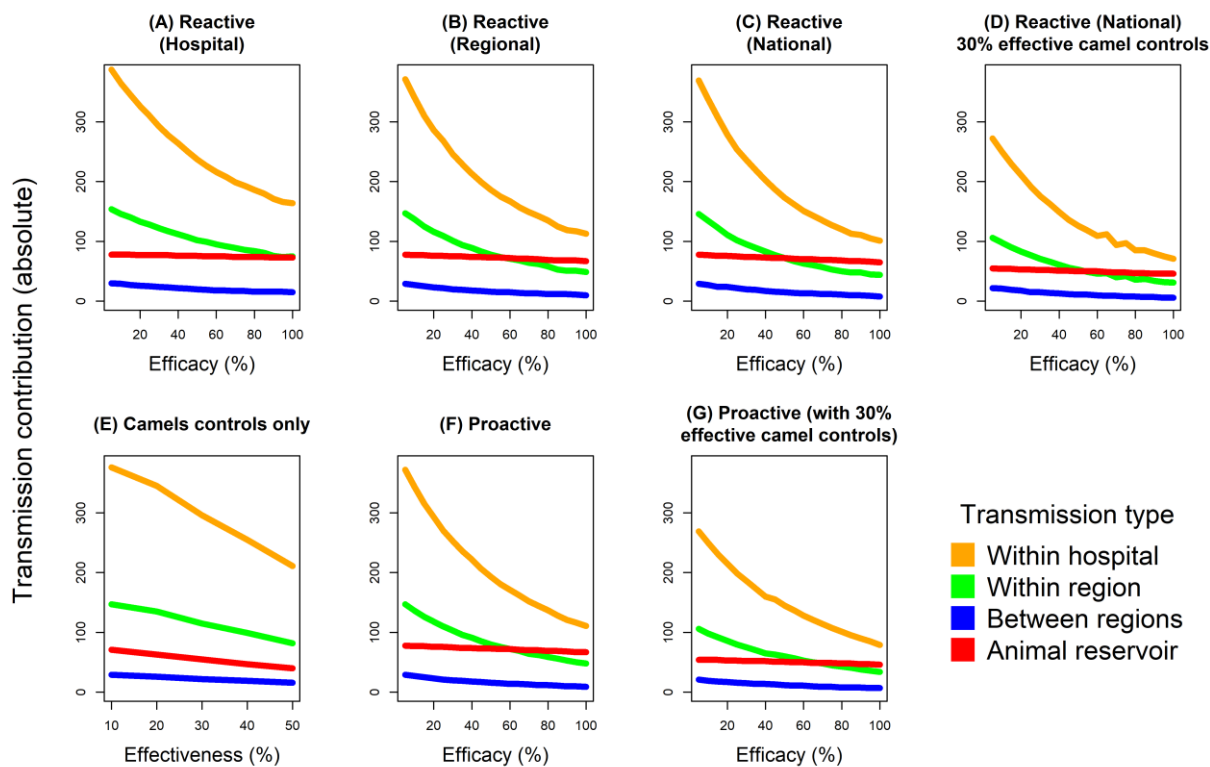 (A) Reactive
(Hospital)
(B) Reactive
(Regional)
(C) Reactive
(National)
(D) Reactive (National)
30% effective camel controls
Transmission contribution (absolute)
0
100
200
300
20 40 60 80 100
Efficacy (%)
0
100
200
300
20 40 60 80 100
Efficacy (%)
0
100
200
300
20 40 60 80 100
Efficacy (%)
0
100
200
300
20 40 60 80 100
Efficacy (%)
(E) Camels controls only
(F) Proactive
(G) Proactive (with 30%
effective camel controls)
0
100
200
300
10 20 30 40 50
Effectiveness (%)
0
100
200
300
20 40 60 80 100
Efficacy (%)
0
100
200
300
20 40 60 80 100
Efficacy (%)
Transmission type
Within hospital
Within region
Between regions
Animal reservoir